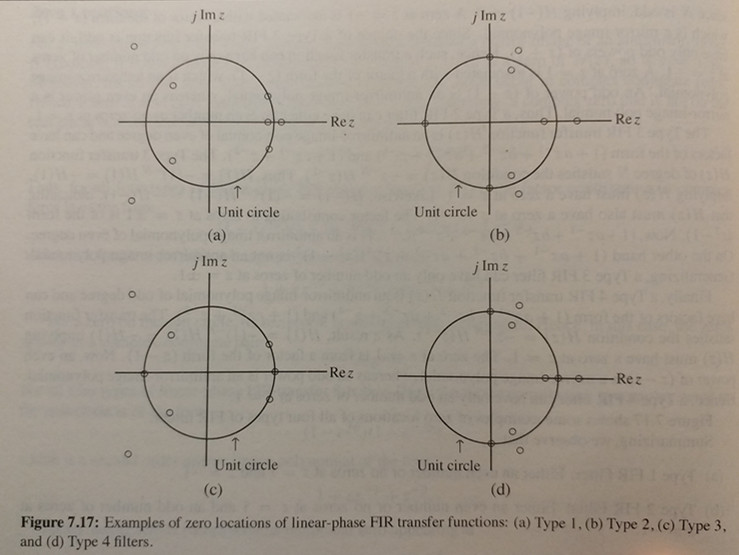 j Im z
j Im z
Re z
Re z
Unit circle
Unit circle
(a)
(b)
j Im z
j Im z
Re z
Re z
Unit circle
Unit circle
(c)
(d)
Figure 7.17: Examples of zero locations of linear-phase FIR transfer functions: (a) Type 1, (b) Type 2, (c) Type 3,
and (d) Type 4 filters.